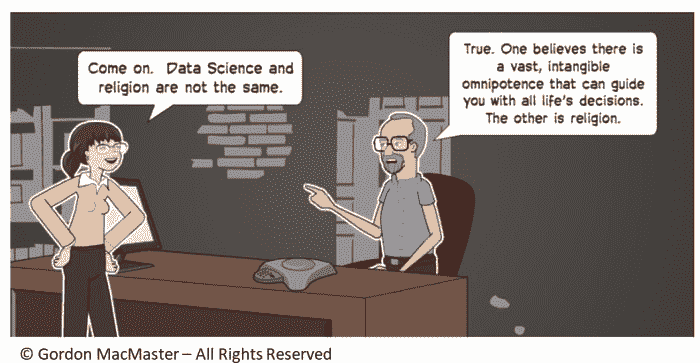 Come on. Data Science and
religion are not the same.
True. One believes there is
a vast, intangible
omnipotence that can guide
you with all life's decisions.
The other is religion.
© Gordon MacMaster – All Rights Reserved